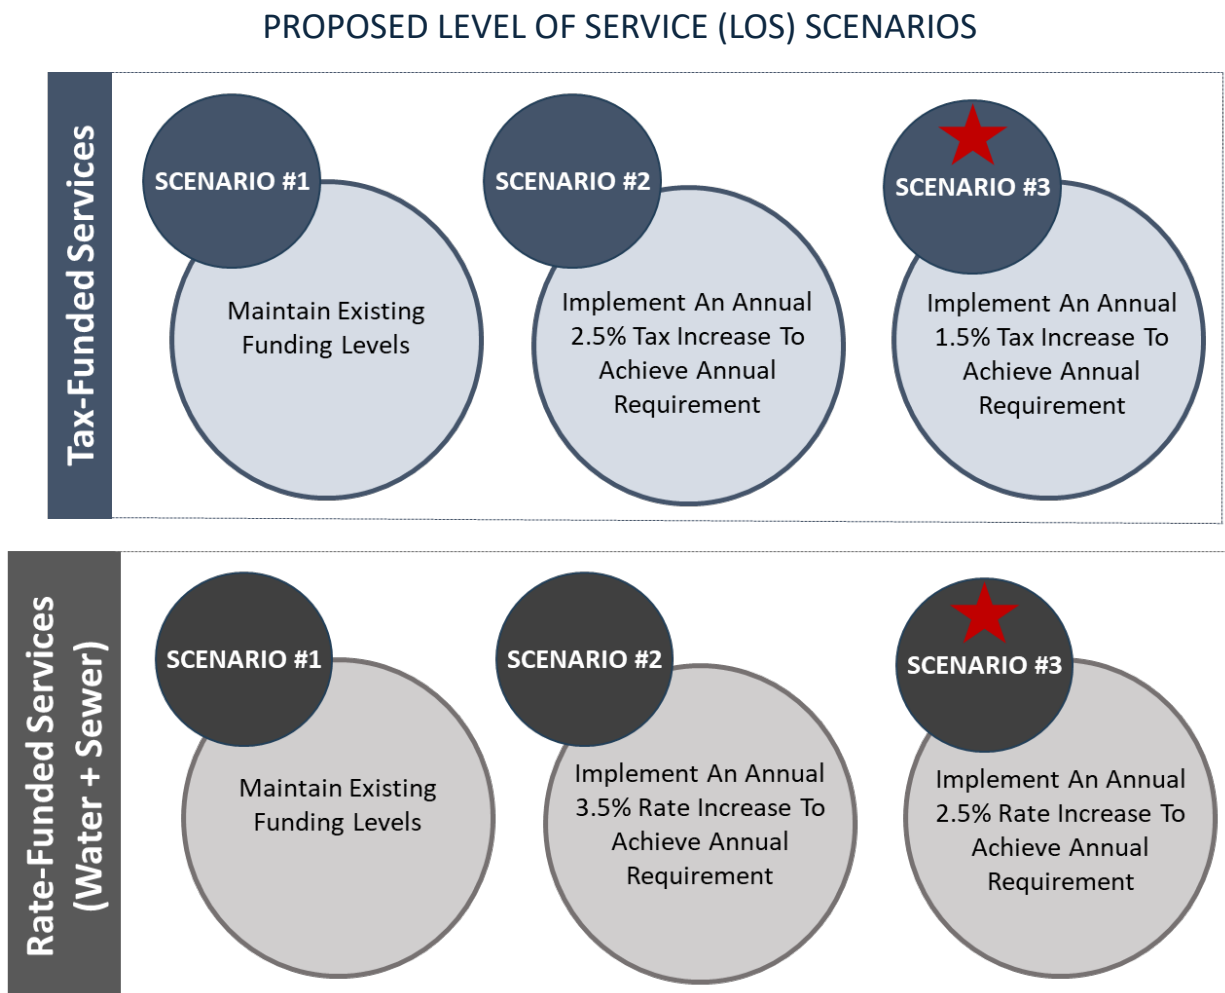 PROPOSED LEVEL OF SERVICE (LOS) SCENARIOS
Tax-Funded Services
SCENARIO #1
Maintain Existing
Funding Levels
SCENARIO #2
Implement An Annual
2.5% Tax Increase To
Achieve Annual
Requirement
SCENARIO #3
Implement An Annual
1.5% Tax Increase To
Achieve Annual
Requirement
Rate-Funded Services
(Water + Sewer)
SCENARIO #1
Maintain Existing
Funding Levels
SCENARIO #2
Implement An Annual
3.5% Rate Increase To
Achieve Annual
Requirement
SCENARIO #3
Implement An Annual
2.5% Rate Increase To
Achieve Annual
Requirement